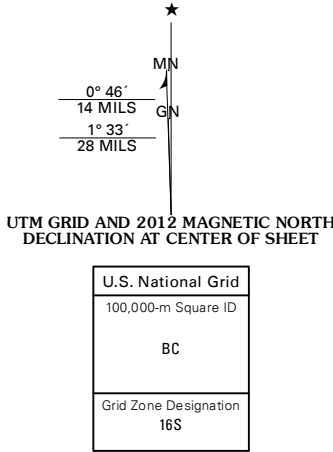 ★
MN
0° 46´
14 MILS
GN
1° 33´
28 MILS
UTM GRID AND 2012 MAGNETIC NORTH
DECLINATION AT CENTER OF SHEET
U.S. National Grid
100,000-m Square ID
BC
Grid Zone Designation
16S